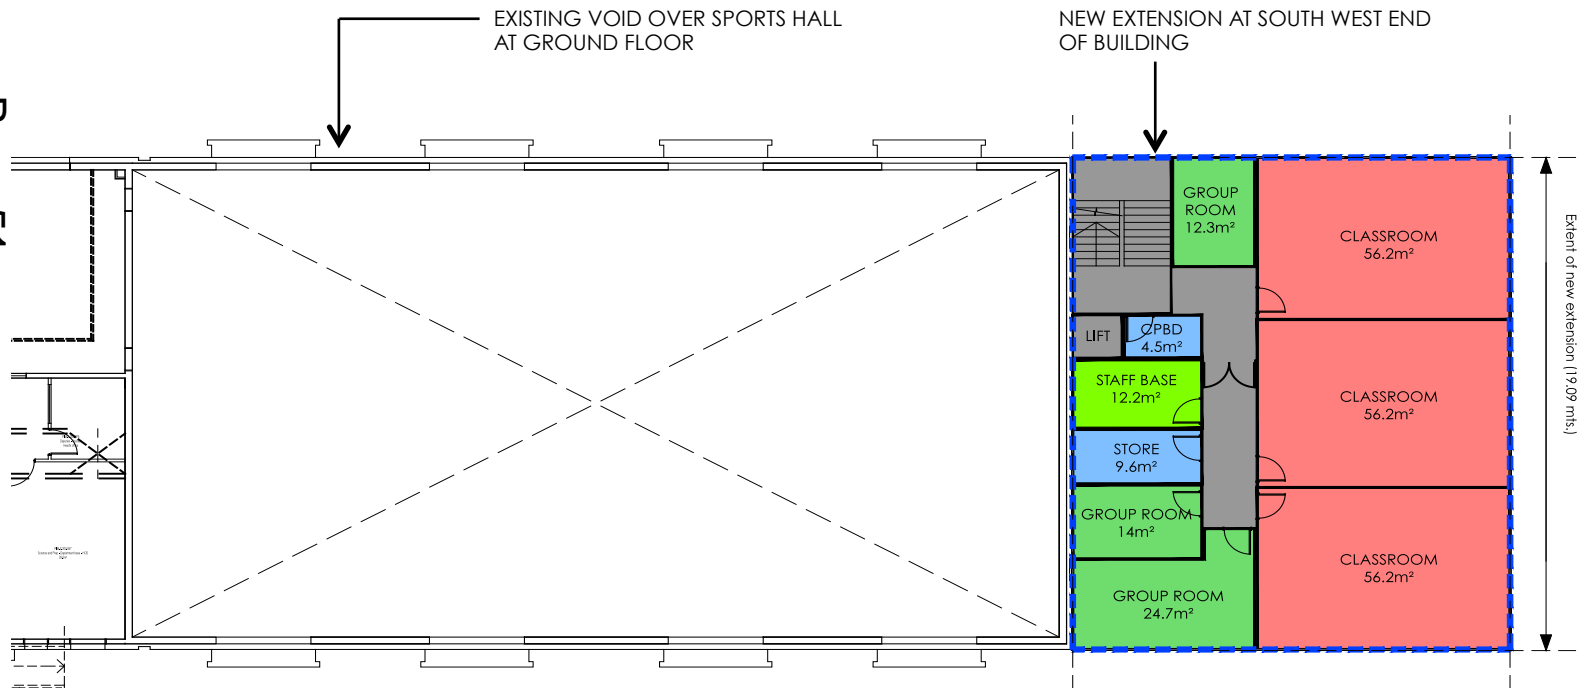 EXISTING VOID OVER SPORTS HALL
AT GROUND FLOOR
NEW EXTENSION AT SOUTH WEST END
OF BUILDING
GROUP
ROOM
12.3m²
CLASSROOM
56.2m²
LIFT
CPBD
4.5m²
STAFF BASE
12.2m²
CLASSROOM
56.2m²
STORE
9.6m²
GROUP ROOM
14m²
CLASSROOM
56.2m²
GROUP ROOM
24.7m²
Extent of new extension (19.09 mts.)